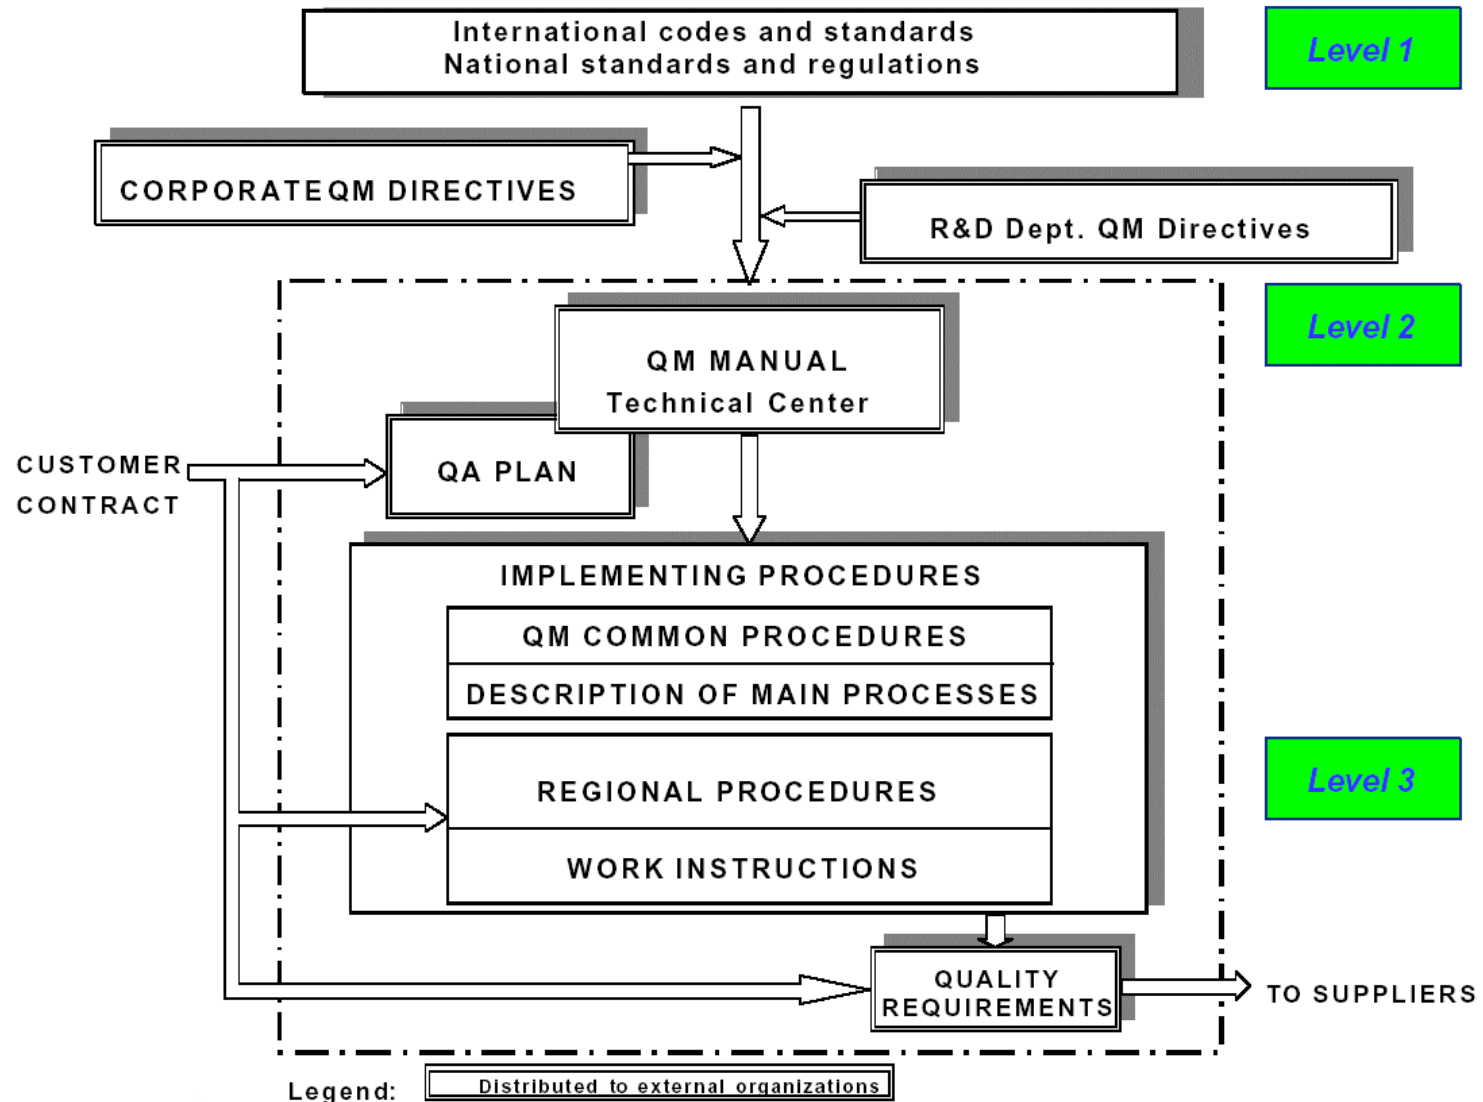 International codes and standards
National standards and regulations
Level 1
CORPORATE QM DIRECTIVES
R&D Dept. QM Directives
Level 2
QM MANUAL
Technical Center
CUSTOMER
CONTRACT
QA PLAN
IMPLEMENTING PROCEDURES
QM COMMON PROCEDURES
DESCRIPTION OF MAIN PROCESSES
Level 3
REGIONAL PROCEDURES
WORK INSTRUCTIONS
QUALITY
REQUIREMENTS
TO SUPPLIERS
Legend:
Distributed to external organizations